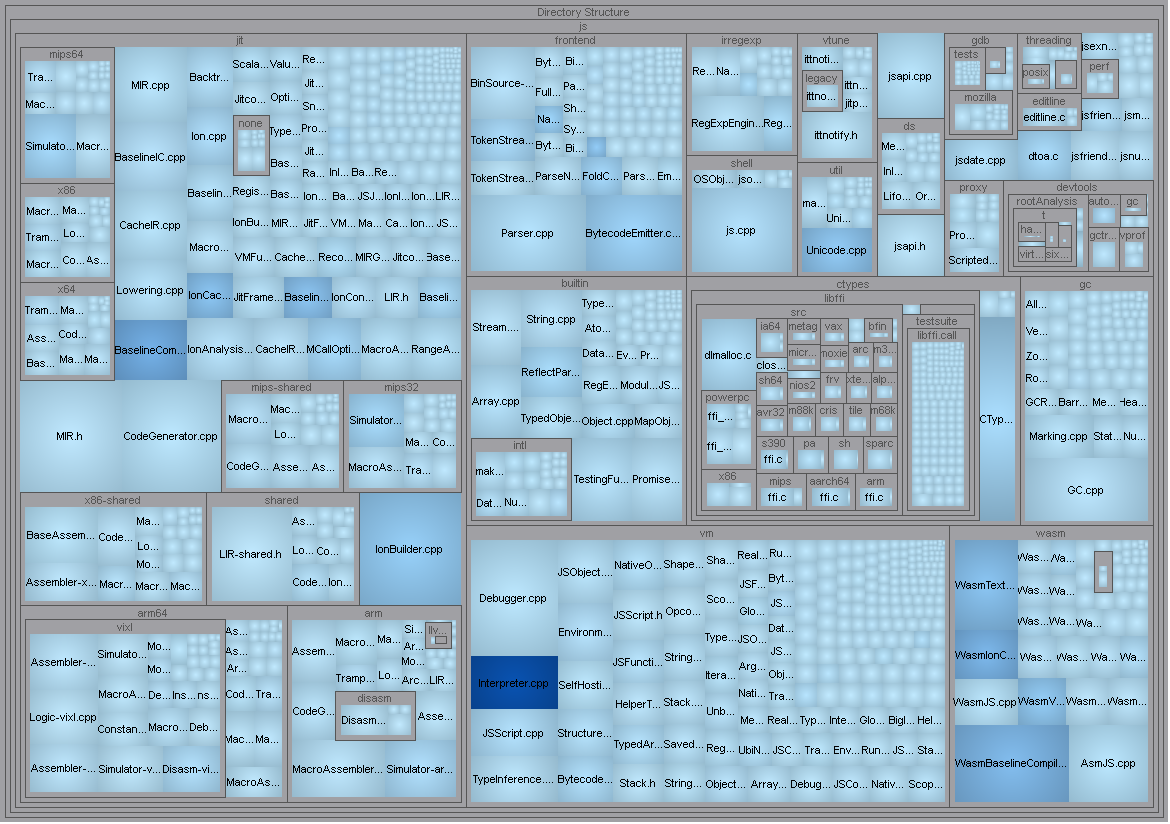 Directory Structure
js
jit
mips64
Tra...
Mac...
Simulato...
Macr...
x86
Macr...
Ma...
Tram...
Lo...
Macr...
Co...
As...
x64
Tram...
Ma...
Ass...
Cod...
Bas...
Ma...
Ma...
MIR.cpp
BaselineIC.cpp
CacheIR.cpp
Lowering.cpp
BaselineCom...
Backtr...
Ion.cpp
Baselin...
Macro...
IonCac...
Scala...
Valu...
Re...
Jitco...
Opti...
Jit...
Sn...
none
Type...
Pro...
Jit...
Bas...
Ra...
Inl...
Ba...
Re...
Regis...
Bas...
Ion...
Ba...
JSJ...
IonI...
LIR...
IonBu...
MIR...
JitF...
VM...
Ma...
Ca...
Ion...
JS...
VMFu...
Cache...
Reco...
MIRG...
Jitco...
Base...
JitFrame...
Baselin...
IonCon...
LIR.h
Baseli...
IonAnalysis...
CacheIR...
MCallOpti...
MacroA...
RangeA...
MIR.h
CodeGenerator.cpp
mips-shared
Macro...
Mac...
Lo...
CodeG...
Asse...
As...
mips32
Simulator...
Ma...
Co...
MacroAs...
Tra...
x86-shared
BaseAssem...
Code...
Ma...
Lo...
Mo...
Assembler-x...
Macr...
Mac...
shared
LIR-shared.h
As...
Lo...
Co...
Code...
Ion...
IonBuilder.cpp
arm64
vixl
Assembler-...
Simulato...
Mo...
Mo...
Logic-vixl.cpp
MacroA...
De...
Ins...
ns...
Constan...
Macro...
Deb...
Assembler-...
Simulator-v...
Disasm-vi...
As...
As...
Ar...
Cod...
Tra...
Mac...
Ma...
MacroAs...
arm
Assem...
Macro...
Ma...
Si...
Ar...
llv...
Tramp...
Lo...
Mo...
Arc...
LIR...
CodeG...
disasm
Disasm...
Asse...
MacroAssembler...
Simulator-ar...
frontend
BinSource-...
TokenStrea...
TokenStrea...
Byt...
Bi...
Full...
Pa...
Na...
Sh...
Sy...
Byt...
Bi...
ParseN...
FoldC...
Pars...
Em...
Parser.cpp
BytecodeEmitter.c...
irregexp
Re...
Na...
RegExpEngin...
Reg...
shell
OSObj...
jso...
js.cpp
vtune
ittnoti...
legacy
ittno...
ittn...
jitp...
ittnotify.h
util
ma...
Uni...
Unicode.cpp
jsapi.cpp
ds
Me...
Inl...
Lifo...
Or...
jsapi.h
gdb
tests
mozilla
threading
posix
editline
editline.c
jsexn...
perf
jsfrien...
jsm...
jsdate.cpp
dtoa.c
jsfriend...
jsnu...
proxy
Pro...
Scripted...
devtools
rootAnalysis
t
ha...
virt...
six...
auto...
gc
gctr...
vprof
builtin
Stream....
String.cpp
Type...
Ato...
Data...
Ev...
Pr...
ReflectPar...
Array.cpp
RegE...
Modul...
JS...
TypedObje...
Object.cpp
MapObj...
intl
mak...
Dat...
Nu...
TestingFu...
Promise...
ctypes
libffi
src
dlmalloc.c
ia64
metag
vax
bfin
clos...
micr...
moxie
arc
m3...
sh64
nios2
frv
xte...
alp...
powerpc
ffi_...
ffi_...
avr32
m88k
cris
tile
m68k
s390
ffi.c
pa
sh
sparc
x86
mips
ffi.c
aarch64
ffi.c
arm
ffi.c
testsuite
libffi.call
CTyp...
gc
All...
Ve...
Zo...
Ro...
GCR...
Barr...
Me...
Hea...
Marking.cpp
Stat...
Nu...
GC.cpp
vm
Debugger.cpp
Interpreter.cpp
JSScript.cpp
TypeInference....
JSObject...
Environm...
SelfHosti...
Structure...
Bytecode...
NativeO...
JSScript.h
JSFuncti...
HelperT...
TypedAr...
Stack.h
Shape...
Opco...
String...
Stack....
Saved...
String...
Sha...
Sco...
Type...
Itera...
Unb...
Reg...
Object...
Real...
Ru...
JSF...
Byt...
Glo...
JS...
JSO...
Dat...
JS...
Arg...
Obj...
Nati...
Tra...
Me...
Real...
Typ...
Inte...
Glo...
Bigl...
Hel...
UbiN...
JSC...
Tra...
Env...
Run...
JS...
Sta...
Array...
Debug...
JSCo...
Nativ...
Scop...
wasm
WasmText...
WasmIonC...
WasmJS.cpp
Was...
Wa...
Was...
Wa...
Was...
Wa...
Wa...
Was...
Was...
Wa...
Wa...
WasmV...
Wasm...
Wasm...
WasmBaselineCompil...
AsmJS.cpp